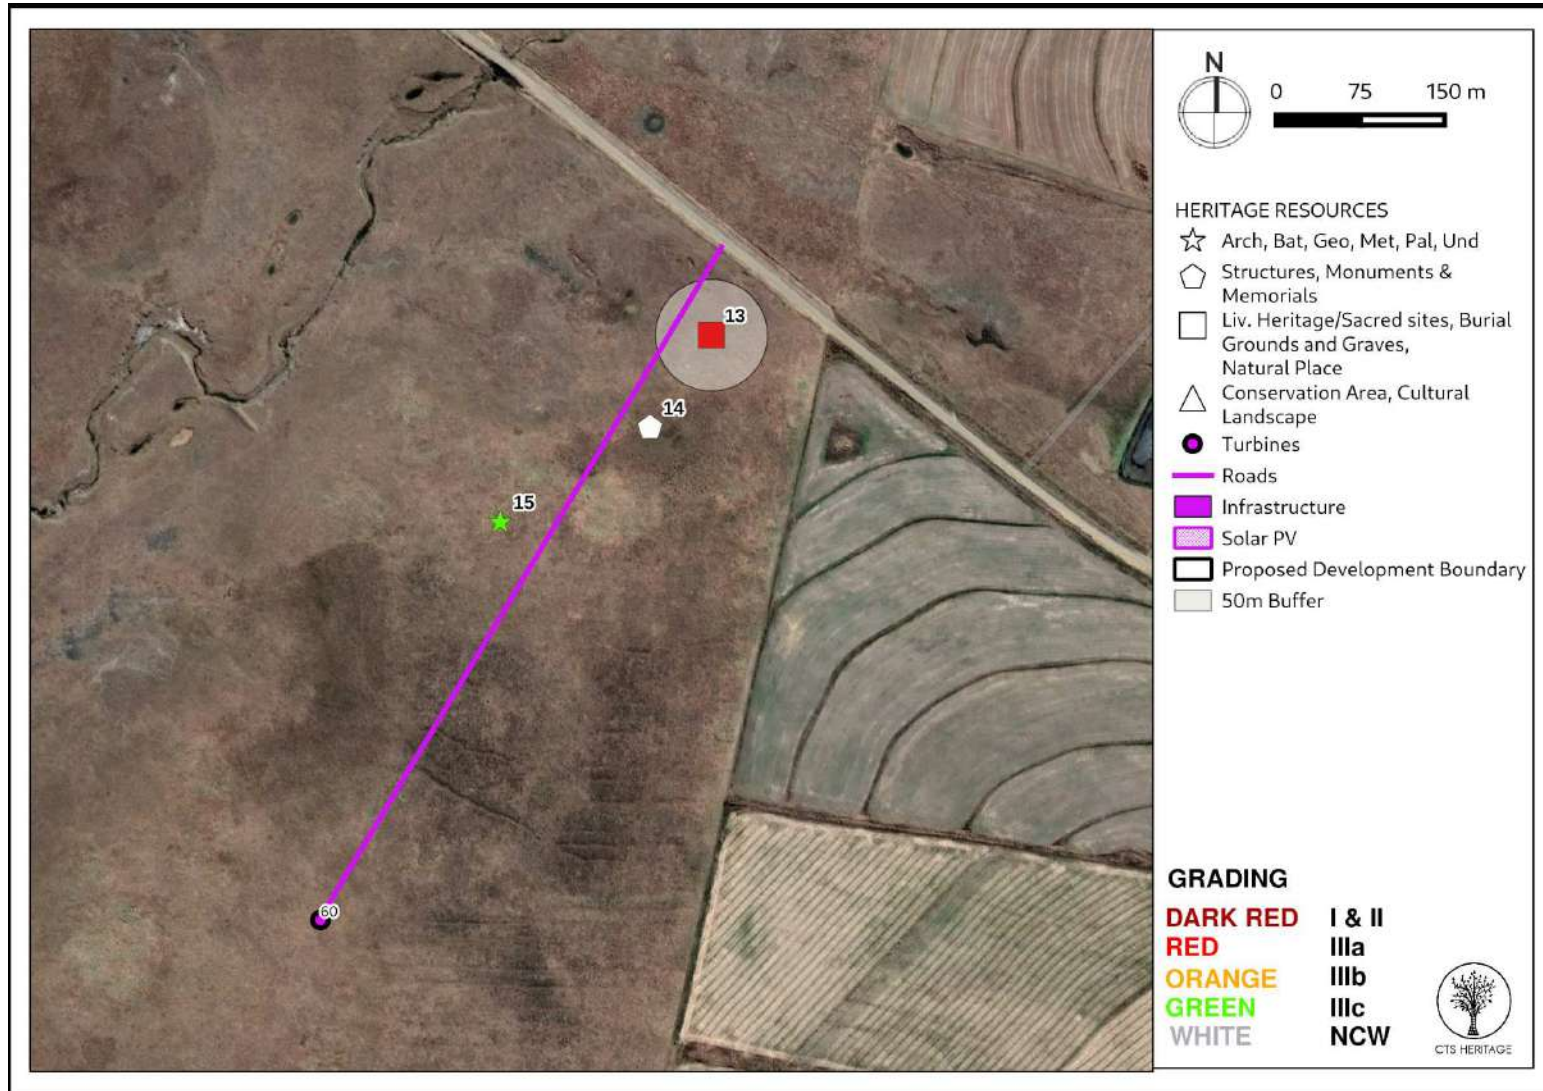 N
0 75 150 m
HERITAGE RESOURCES
Arch, Bat, Geo, Met, Pal, Und
Structures, Monuments &
Memorials
Liv. Heritage/Sacred sites, Burial
Grounds and Graves,
Natural Place
Conservation Area, Cultural
Landscape
Turbines
Roads
Infrastructure
Solar PV
Proposed Development Boundary
50m Buffer
13
14
15
60
GRADING
DARK RED I & II
RED IIIa
ORANGE IIIb
GREEN IIIc
WHITE NCW
CTS HERITAGE